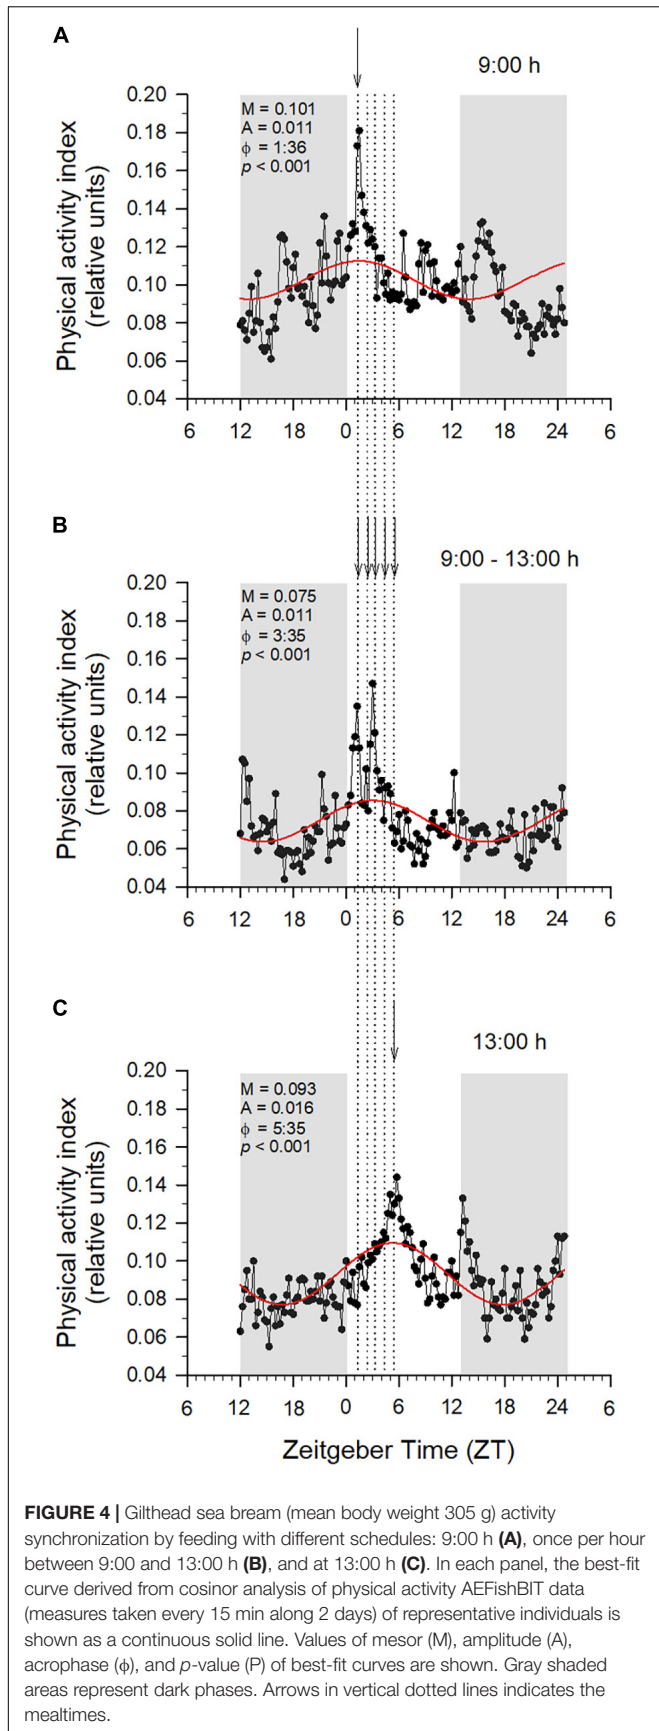 A
9:00 h
M = 0.101
A = 0.011
ϕ = 1:36
p < 0.001
Physical activity index
(relative units)
0.20
0.18
0.16
0.14
0.12
0.10
0.08
0.06
0.04
6 12 18 0 6 12 18 24 6
B
9:00 - 13:00 h
M = 0.075
A = 0.011
ϕ = 3:35
p < 0.001
Physical activity index
(relative units)
0.20
0.18
0.16
0.14
0.12
0.10
0.08
0.06
0.04
6 12 18 0 6 12 18 24 6
C
13:00 h
M = 0.093
A = 0.016
ϕ = 5:35
p < 0.001
Physical activity index
(relative units)
0.20
0.18
0.16
0.14
0.12
0.10
0.08
0.06
0.04
6 12 18 0 6 12 18 24 6
Zeitgeber Time (ZT)
FIGURE 4 | Gilthead sea bream (mean body weight 305 g) activity
synchronization by feeding with different schedules: 9:00 h (A), once per hour
between 9:00 and 13:00 h (B), and at 13:00 h (C). In each panel, the best-fit
curve derived from cosinor analysis of physical activity AEFishBIT data
(measures taken every 15 min along 2 days) of representative individuals is
shown as a continuous solid line. Values of mesor (M), amplitude (A),
acrophase (ϕ), and p-value (P) of best-fit curves are shown. Gray shaded
areas represent dark phases. Arrows in vertical dotted lines indicates the
mealtimes.